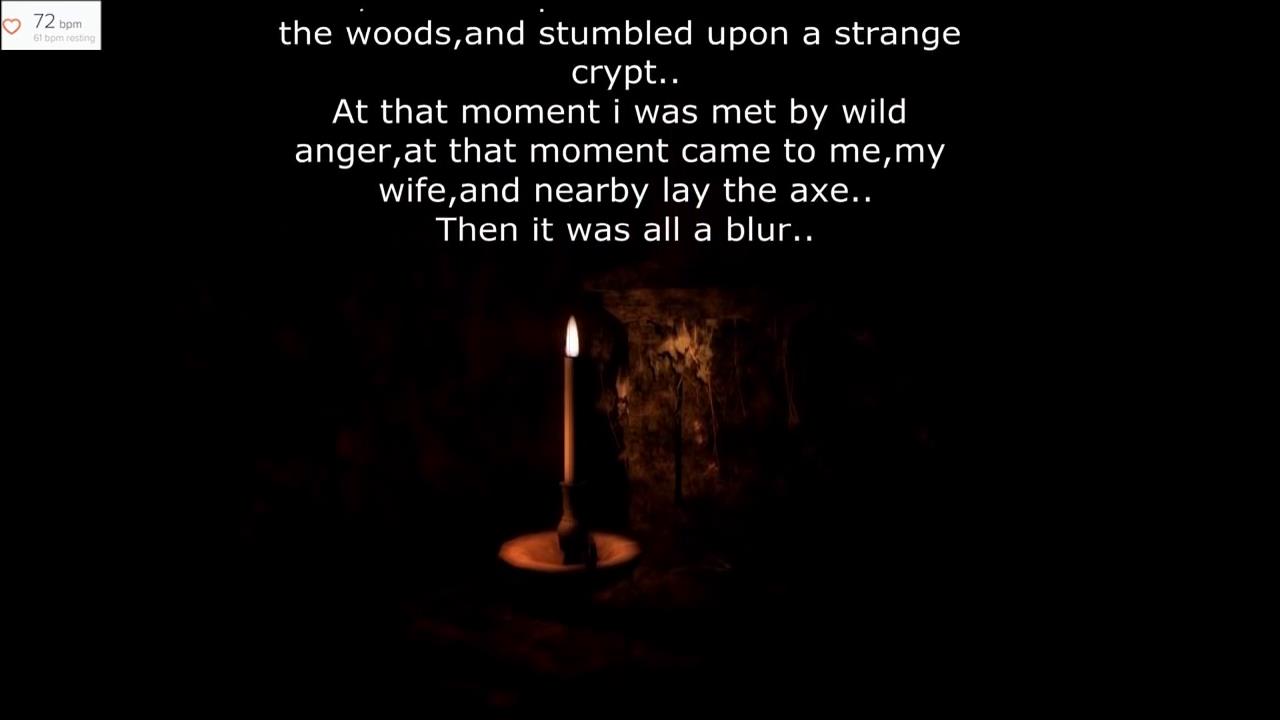 72 bpm
61 bpm resting
the woods,and stumbled upon a strange
crypt..
At that moment i was met by wild
anger,at that moment came to me,my
wife,and nearby lay the axe..
Then it was all a blur..